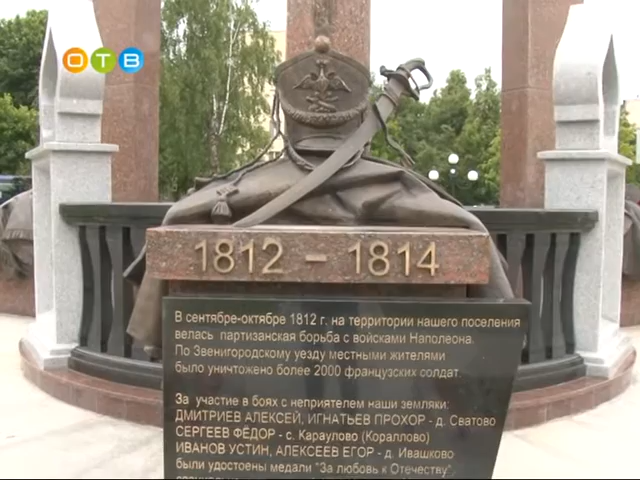 ОТВ
1812 - 1814
В сентябре-октябре 1812 г. на территории нашего поселения
велась партизанская борьба с войсками Наполеона.
По Звенигородскому уезду местными жителями
было уничтожено более 2000 французских солдат.
За участие в боях с неприятелем наши земляки:
ДМИТРИЕВ АЛЕКСЕЙ, ИГНАТЬЕВ ПРОХОР - д. Сватово
СЕРГЕЕВ ФЁДОР - с. Караулово (Кораллово)
ИВАНОВ УСТИН, АЛЕКСЕЕВ ЕГОР - д. Ивашково
были удостоены медали "За любовь к Отечеству".